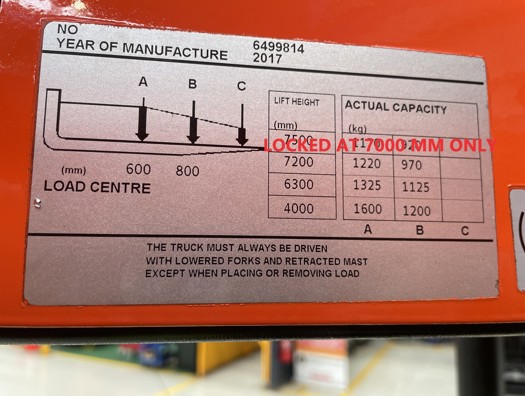 NO 6499814
YEAR OF MANUFACTURE 2017
A B C
LIFT HEIGHT ACTUAL CAPACITY
(mm) (kg)
7500
LOCKED AT 7000 MM ONLY
7200 1220 970
(mm) 600 800
LOAD CENTRE
6300 1325 1125
4000 1600 1200
A B C
THE TRUCK MUST ALWAYS BE DRIVEN
WITH LOWERED FORKS AND RETRACTED MAST
EXCEPT WHEN PLACING OR REMOVING LOAD